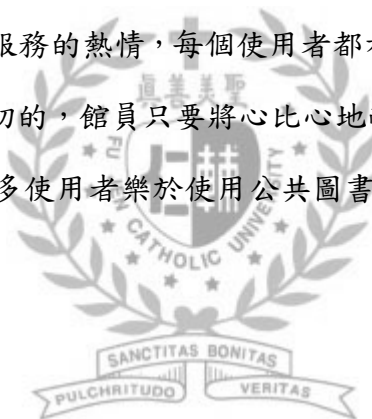 服務的熱情，每個使用者都
真善美聖
切的，館員只要將心比心地
FU JEN CATHOLIC UNIVERSITY
多使用者樂於使用公共圖書
SANCTITAS BONITAS
PULCHRITUDO VERITAS